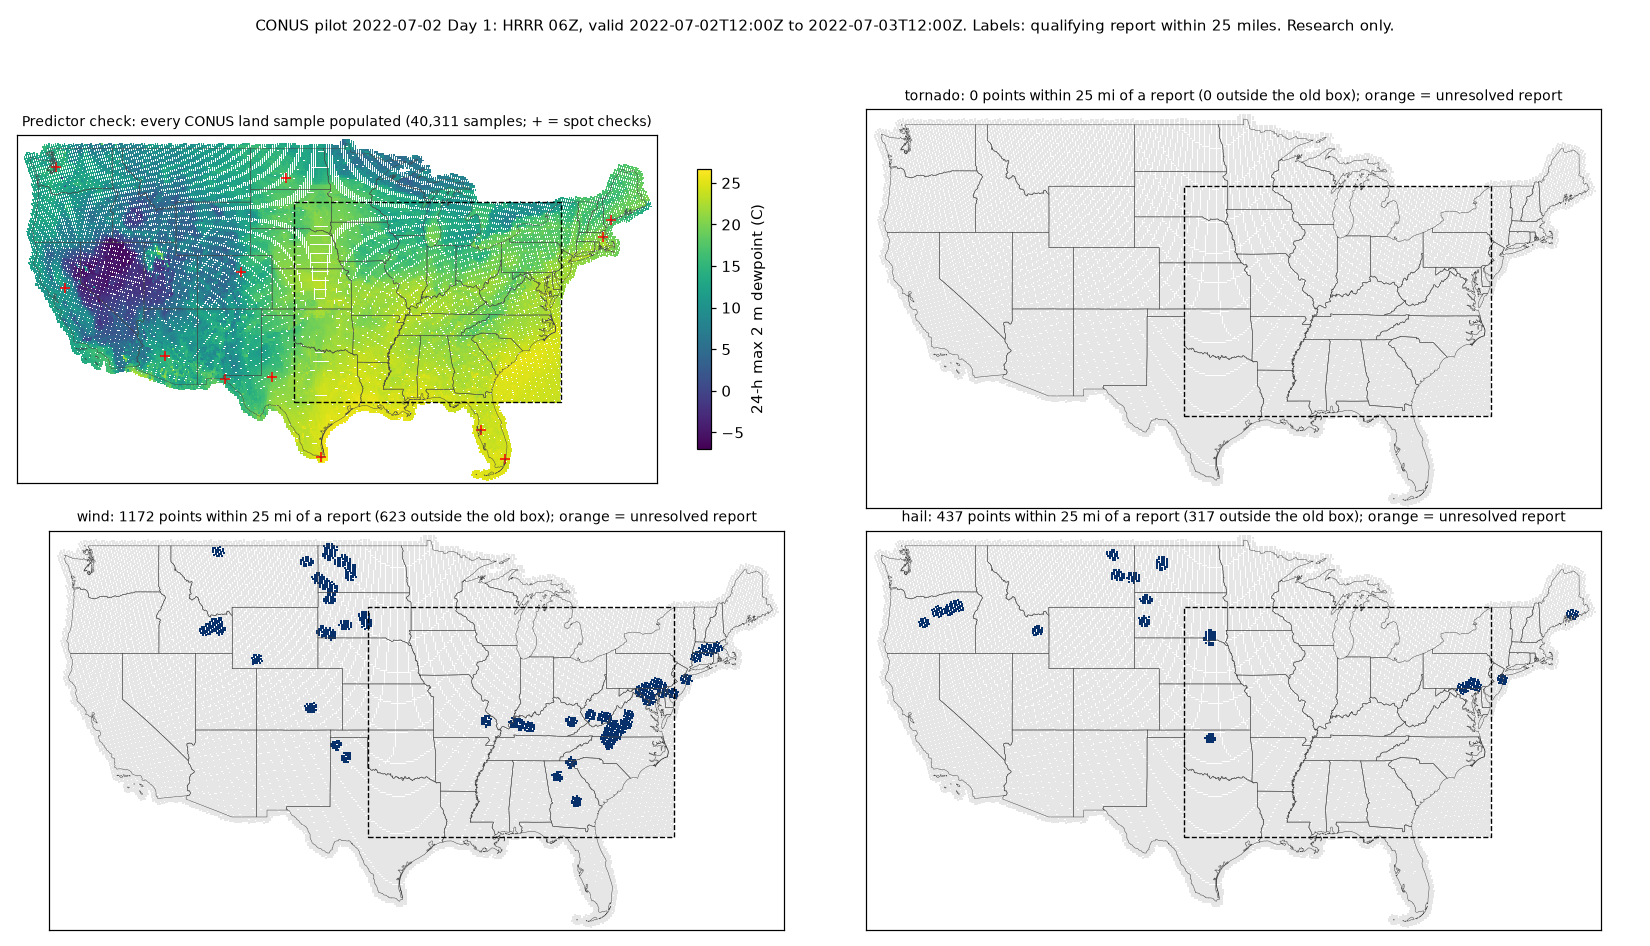 CONUS pilot 2022-07-02 Day 1: HRRR 06Z, valid 2022-07-02T12:00Z to 2022-07-03T12:00Z. Labels: qualifying report within 25 miles. Research only.
Predictor check: every CONUS land sample populated (40,311 samples; + = spot checks)
25
20
15
10
5
0
−5
24-h max 2 m dewpoint (C)
tornado: 0 points within 25 mi of a report (0 outside the old box); orange = unresolved report
wind: 1172 points within 25 mi of a report (623 outside the old box); orange = unresolved report
hail: 437 points within 25 mi of a report (317 outside the old box); orange = unresolved report